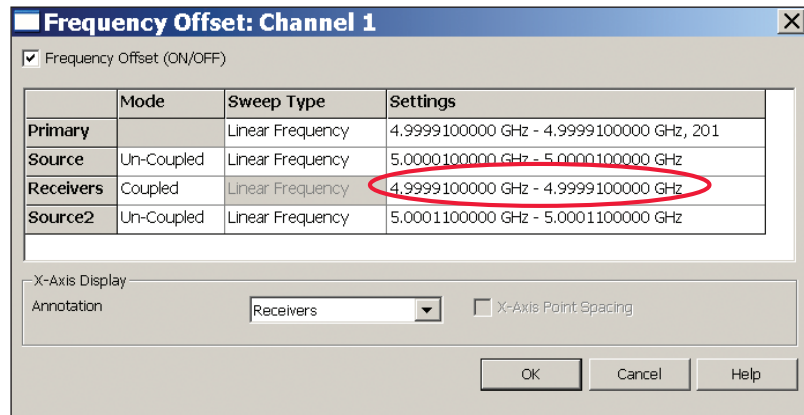 Frequency Offset: Channel 1
Frequency Offset (ON/OFF)
Mode Sweep Type Settings
Primary Linear Frequency 4.9999100000 GHz - 4.9999100000 GHz, 201
Source Un-Coupled Linear Frequency 5.0000100000 GHz - 5.0000100000 GHz
Receivers Coupled Linear Frequency 4.9999100000 GHz - 4.9999100000 GHz
Source2 Un-Coupled Linear Frequency 5.0001100000 GHz - 5.0001100000 GHz
X-Axis Display
Annotation Receivers X-Axis Point Spacing
OK Cancel Help